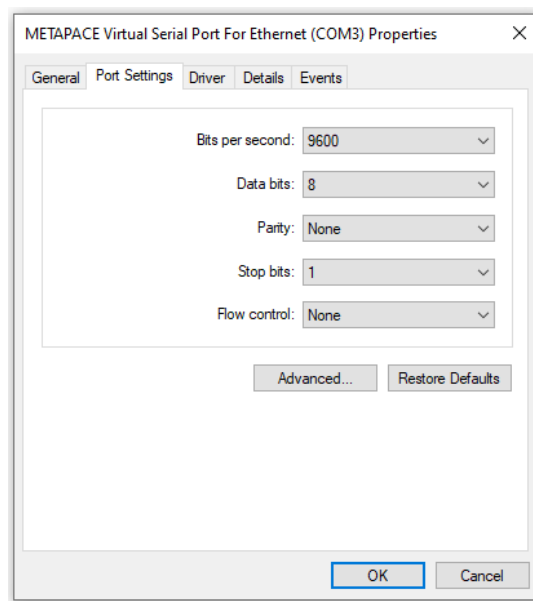 METAPACE Virtual Serial Port For Ethernet (COM3) Properties
General Port Settings Driver Details Events
Bits per second: 9600
Data bits: 8
Parity: None
Stop bits: 1
Flow control: None
Advanced... Restore Defaults
OK Cancel